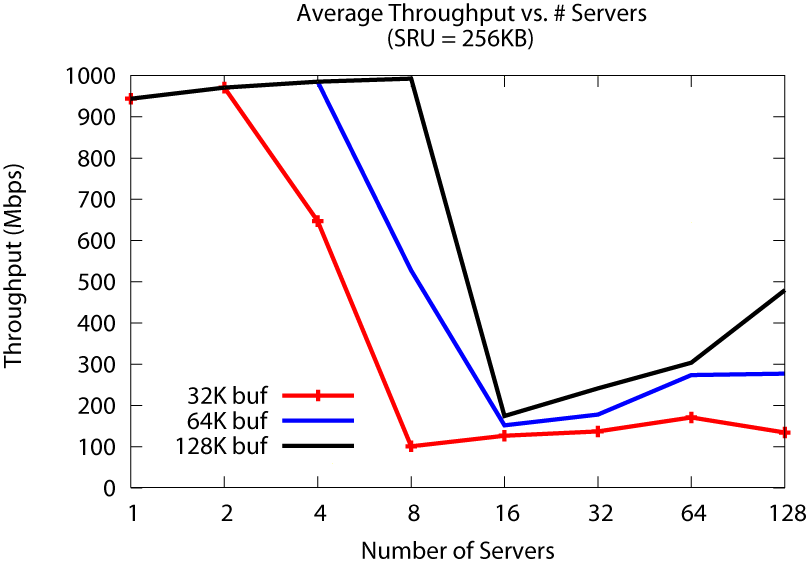 Average Throughput vs. # Servers
(SRU = 256KB)
Throughput (Mbps)
1000
900
800
700
600
500
400
300
200
100
0
32K buf
64K buf
128K buf
1 2 4 8 16 32 64 128
Number of Servers